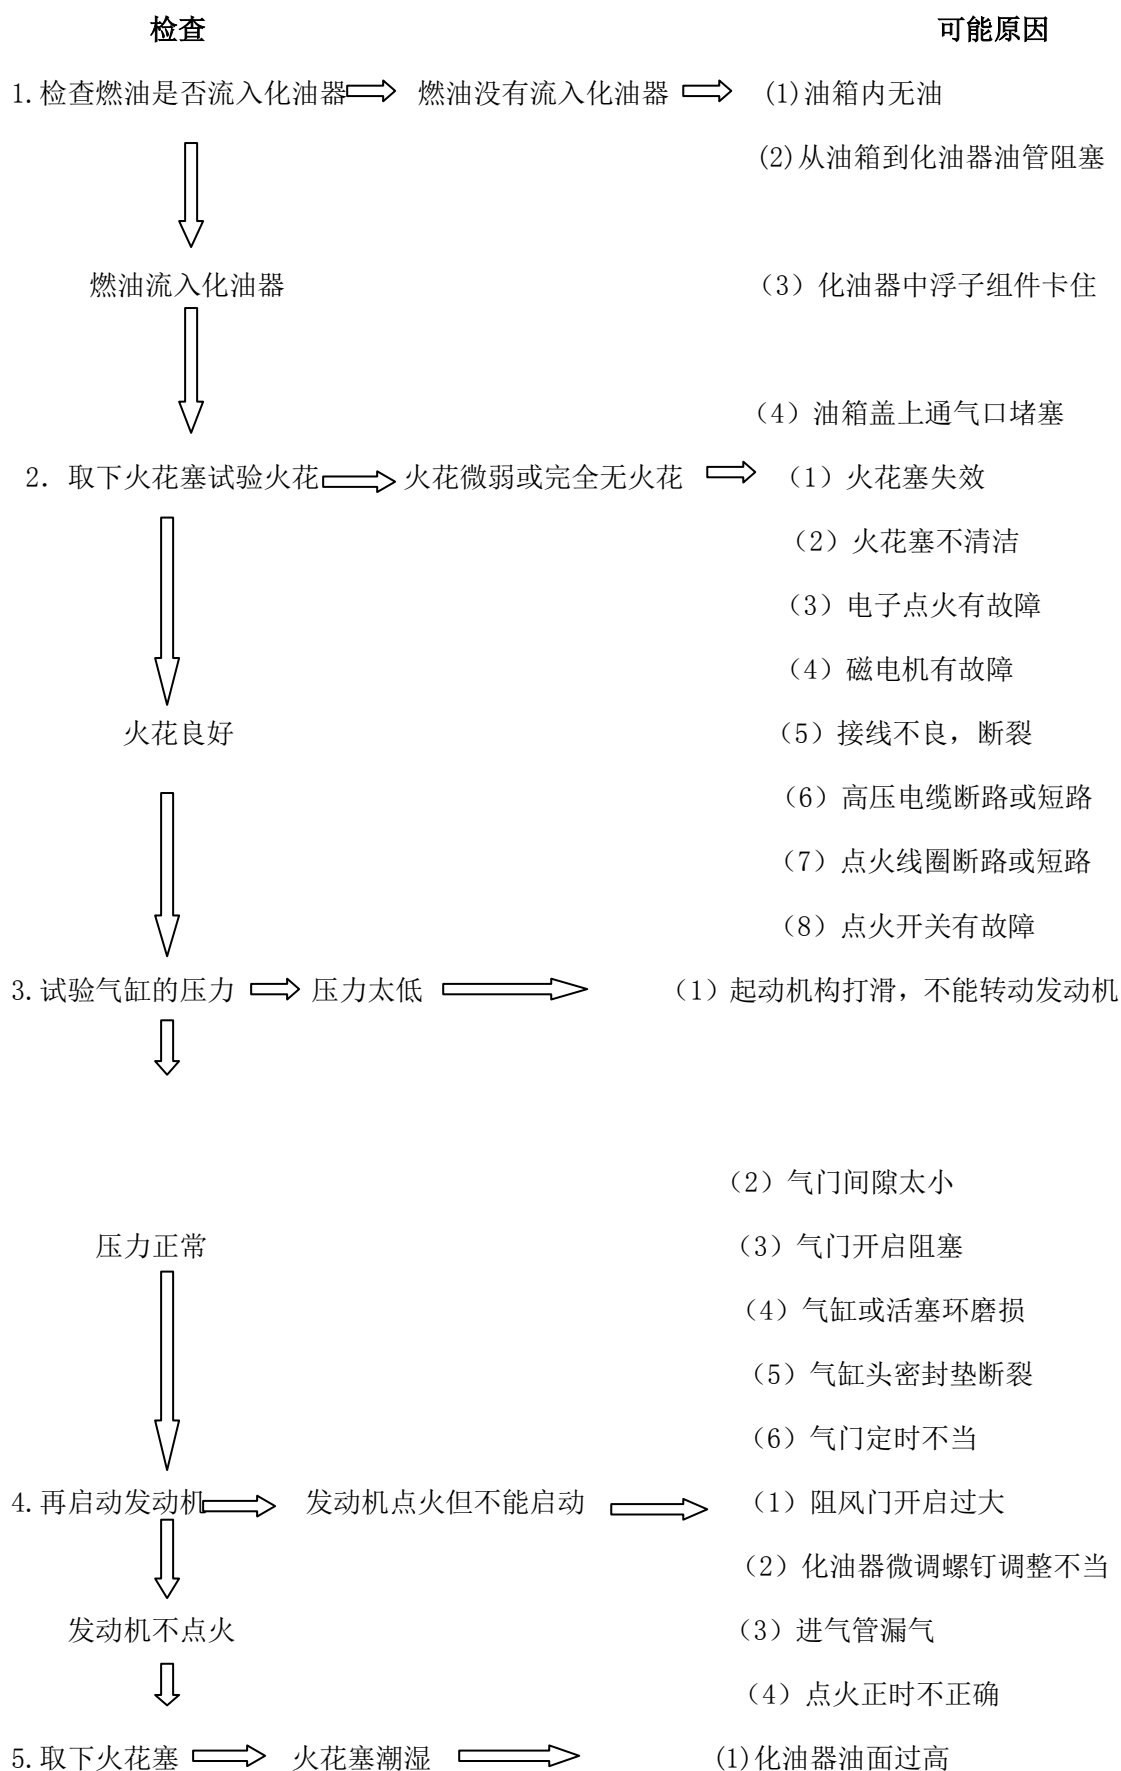 检查 可能原因
1.检查燃油是否流入化油器 燃油没有流入化油器 (1)油箱内无油
(2)从油箱到化油器油管阻塞
燃油流入化油器 （3）化油器中浮子组件卡住
（4）油箱盖上通气口堵塞
2. 取下火花塞试验火花 火花微弱或完全无火花 （1）火花塞失效
（2）火花塞不清洁
（3）电子点火有故障
（4）磁电机有故障
火花良好 （5）接线不良，断裂
（6）高压电缆断路或短路
（7）点火线圈断路或短路
（8）点火开关有故障
3.试验气缸的压力 压力太低 （1）起动机构打滑，不能转动发动机
（2）气门间隙太小
压力正常 （3）气门开启阻塞
（4）气缸或活塞环磨损
（5）气缸头密封垫断裂
（6）气门定时不当
4.再启动发动机 发动机点火但不能启动 （1）阻风门开启过大
（2）化油器微调螺钉调整不当
发动机不点火 （3）进气管漏气
（4）点火正时不正确
5.取下火花塞 火花塞潮湿 (1)化油器油面过高